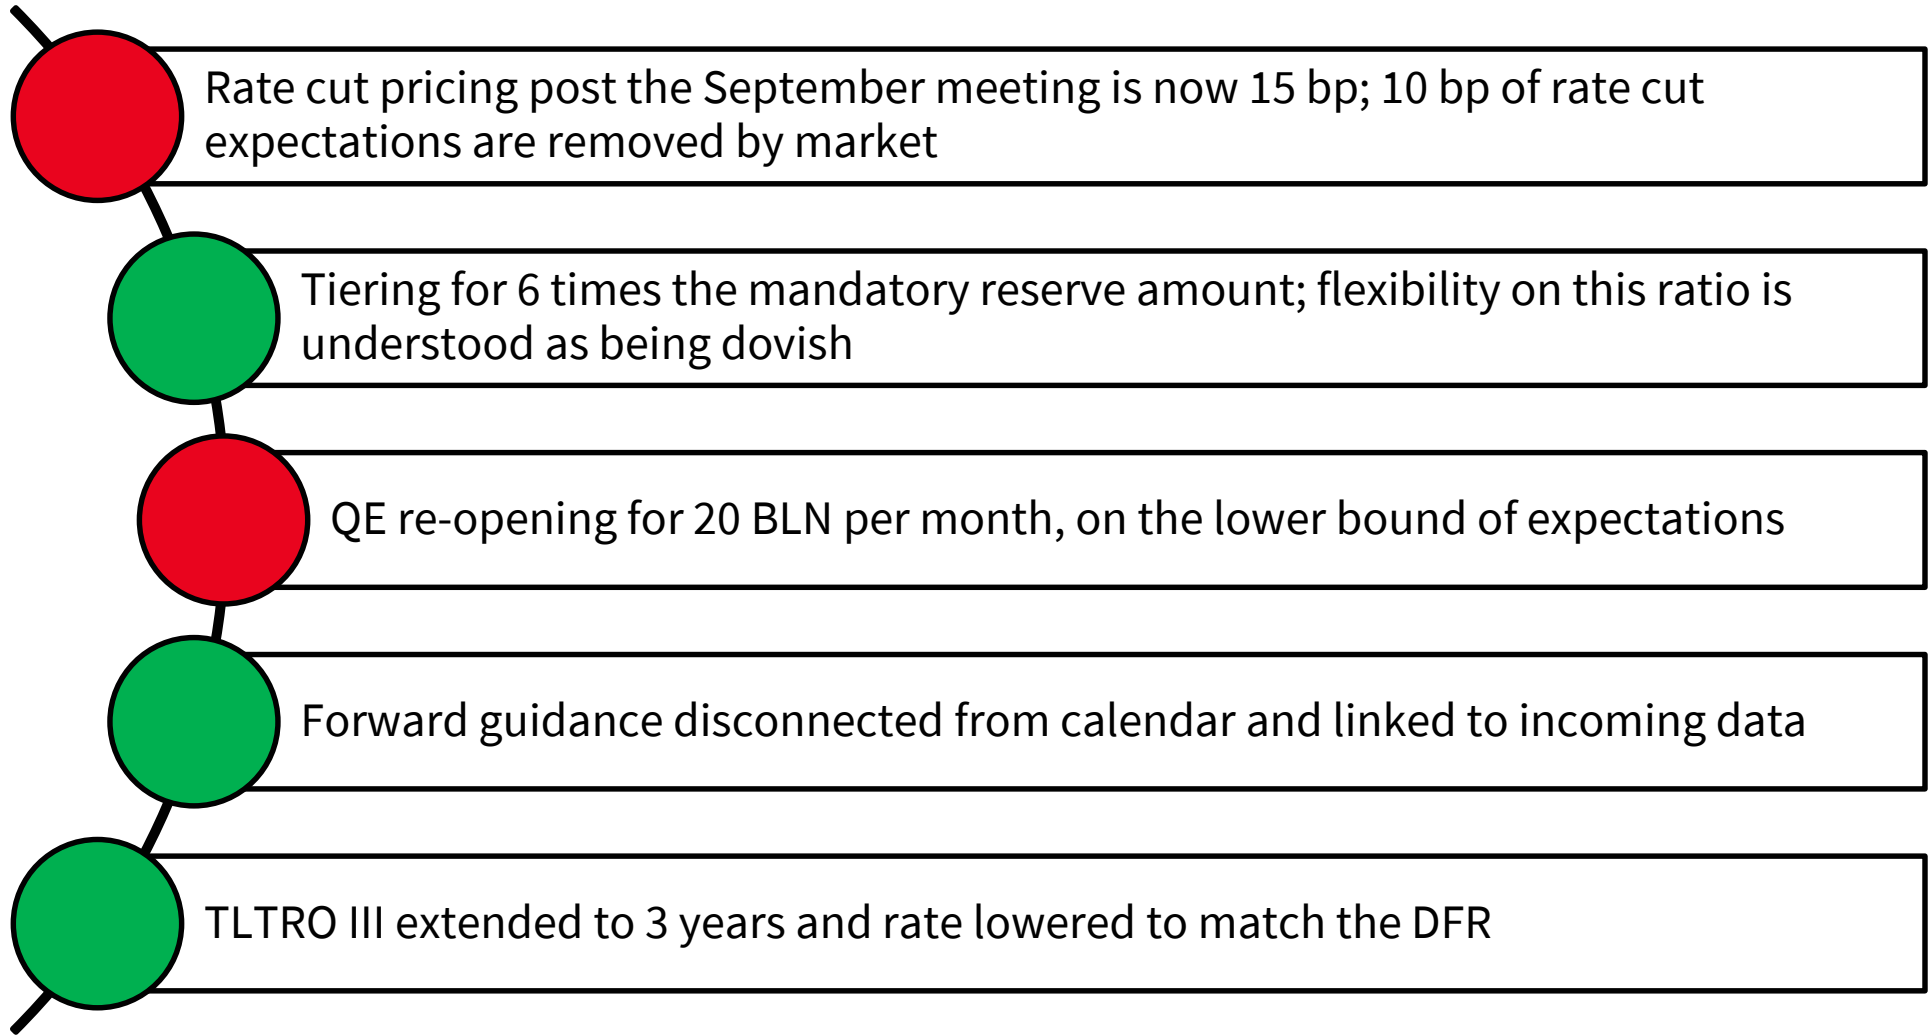 Rate cut pricing post the September meeting is now 15 bp; 10 bp of rate cut
expectations are removed by market
Tiering for 6 times the mandatory reserve amount; flexibility on this ratio is
understood as being dovish
QE re-opening for 20 BLN per month, on the lower bound of expectations
Forward guidance disconnected from calendar and linked to incoming data
TLTRO III extended to 3 years and rate lowered to match the DFR